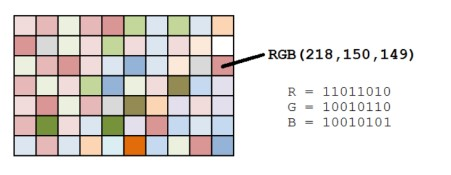 RGB(218,150,149)
R = 11011010
G = 10010110
B = 10010101